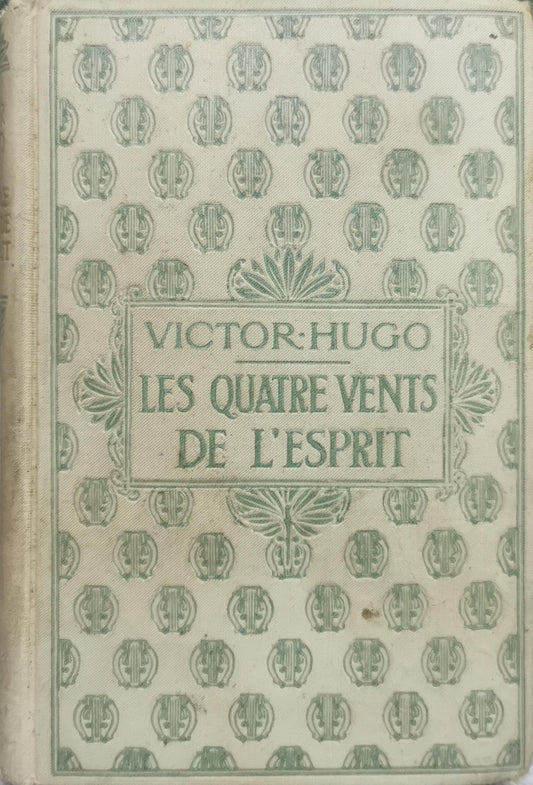 VICTOR·HUGO
LES QUATRE VENTS
DE L'ESPRIT